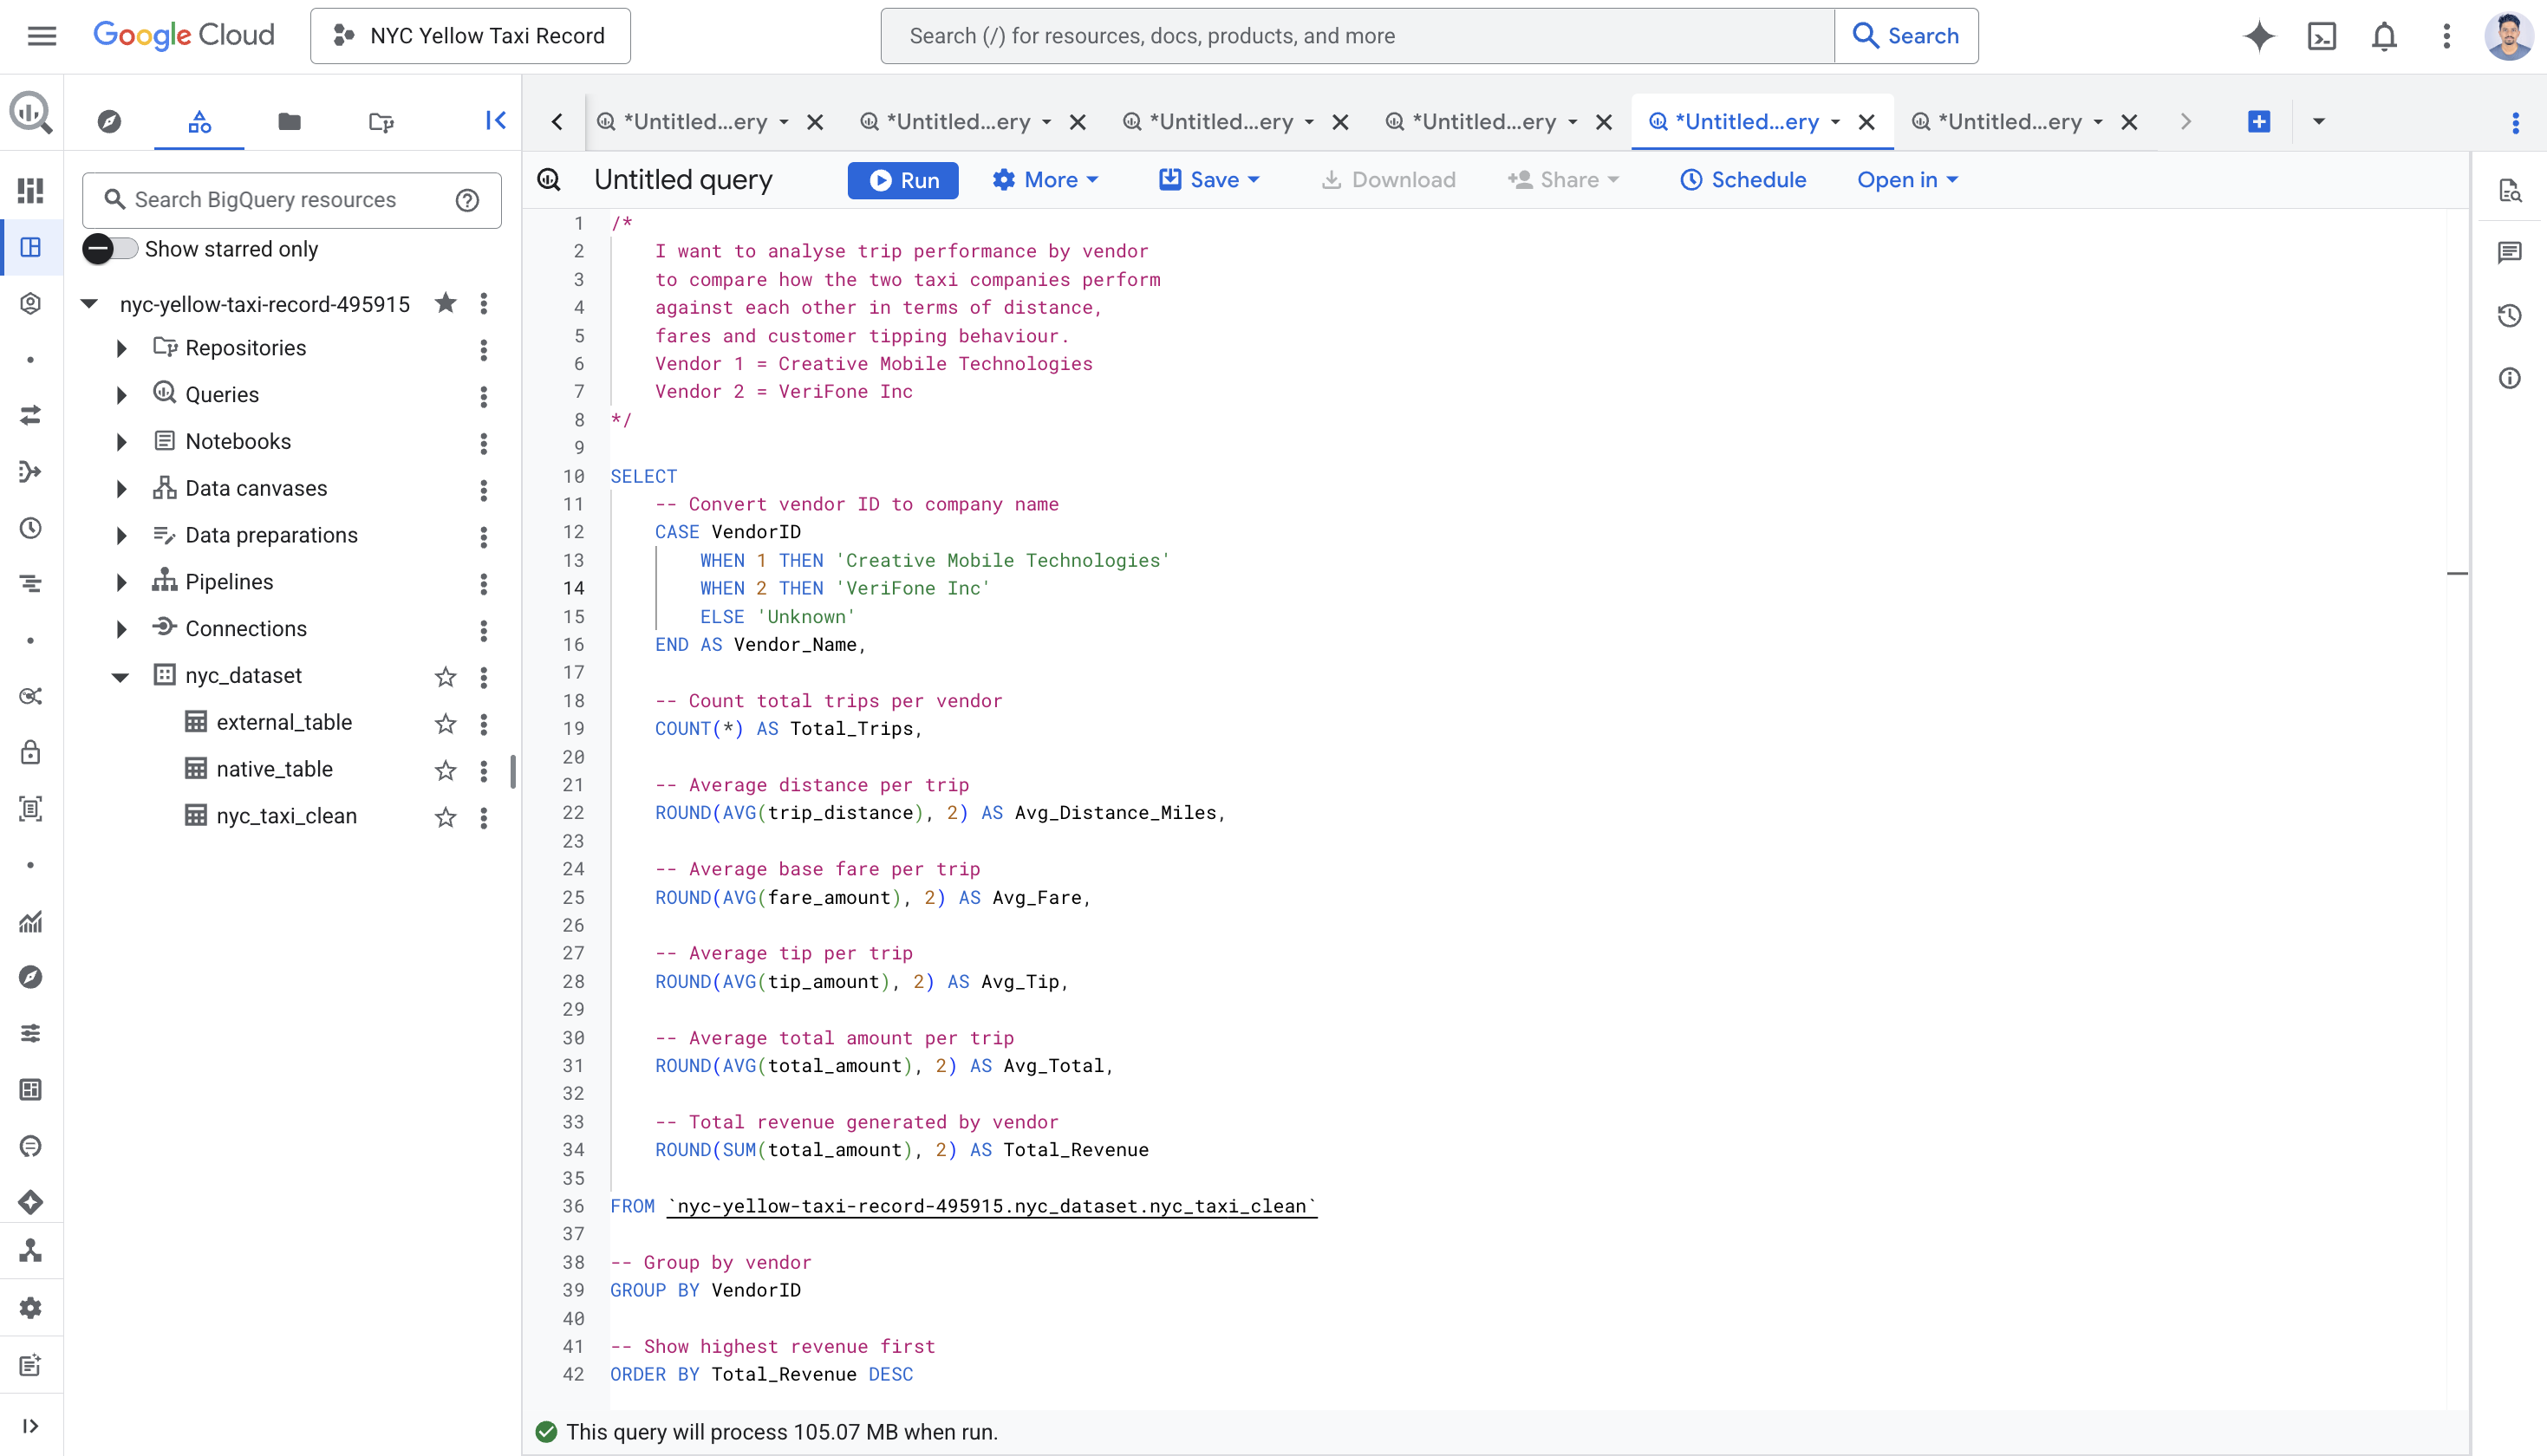 Google Cloud
NYC Yellow Taxi Record
Search (/) for resources, docs, products, and more
Search
*Untitled...ery
*Untitled...ery
*Untitled...ery
*Untitled...ery
*Untitled...ery
*Untitled...ery
Search BigQuery resources
Show starred only
nyc-yellow-taxi-record-495915
Repositories
Queries
Notebooks
Data canvases
Data preparations
Pipelines
Connections
nyc_dataset
external_table
native_table
nyc_taxi_clean
Untitled query
Run
More
Save
Download
Share
Schedule
Open in
1 /*
2 I want to analyse trip performance by vendor
3 to compare how the two taxi companies perform
4 against each other in terms of distance,
5 fares and customer tipping behaviour.
6 Vendor 1 = Creative Mobile Technologies
7 Vendor 2 = VeriFone Inc
8 */
9
10 SELECT
11 -- Convert vendor ID to company name
12 CASE VendorID
13 WHEN 1 THEN 'Creative Mobile Technologies'
14 WHEN 2 THEN 'VeriFone Inc'
15 ELSE 'Unknown'
16 END AS Vendor_Name,
17
18 -- Count total trips per vendor
19 COUNT(*) AS Total_Trips,
20
21 -- Average distance per trip
22 ROUND(AVG(trip_distance), 2) AS Avg_Distance_Miles,
23
24 -- Average base fare per trip
25 ROUND(AVG(fare_amount), 2) AS Avg_Fare,
26
27 -- Average tip per trip
28 ROUND(AVG(tip_amount), 2) AS Avg_Tip,
29
30 -- Average total amount per trip
31 ROUND(AVG(total_amount), 2) AS Avg_Total,
32
33 -- Total revenue generated by vendor
34 ROUND(SUM(total_amount), 2) AS Total_Revenue
35
36 FROM `nyc-yellow-taxi-record-495915.nyc_dataset.nyc_taxi_clean`
37
38 -- Group by vendor
39 GROUP BY VendorID
40
41 -- Show highest revenue first
42 ORDER BY Total_Revenue DESC
This query will process 105.07 MB when run.